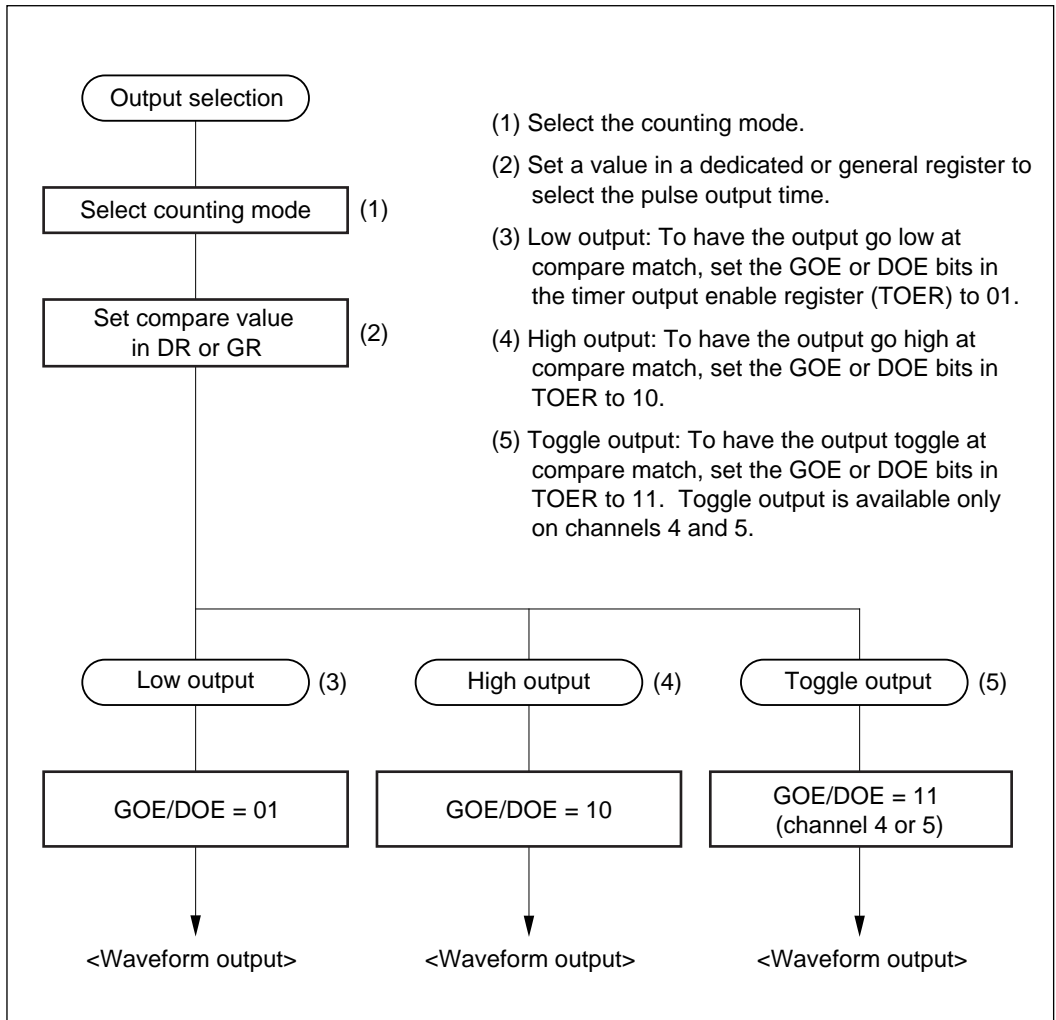 Output selection
Select counting mode (1)
Set compare value
in DR or GR
(2)
(1) Select the counting mode.
(2) Set a value in a dedicated or general register to
select the pulse output time.
(3) Low output: To have the output go low at
compare match, set the GOE or DOE bits in
the timer output enable register (TOER) to 01.
(4) High output: To have the output go high at
compare match, set the GOE or DOE bits in
TOER to 10.
(5) Toggle output: To have the output toggle at
compare match, set the GOE or DOE bits in
TOER to 11.  Toggle output is available only
on channels 4 and 5.
Low output (3)
High output (4)
Toggle output (5)
GOE/DOE = 01
GOE/DOE = 10
GOE/DOE = 11
(channel 4 or 5)
<Waveform output>
<Waveform output>
<Waveform output>